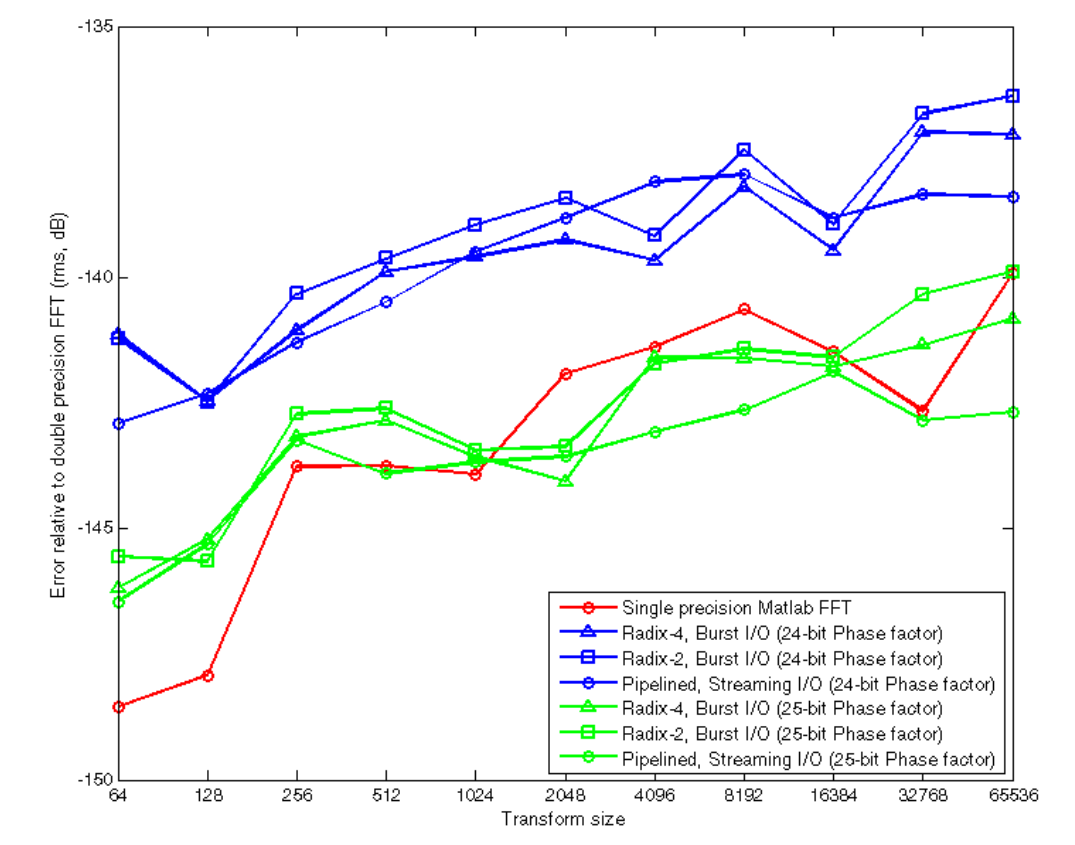 -135
-140
-145
-150
Error relative to double precision FFT (rms, dB)
Single precision Matlab FFT
Radix-4, Burst I/O (24-bit Phase factor)
Radix-2, Burst I/O (24-bit Phase factor)
Pipelined, Streaming I/O (24-bit Phase factor)
Radix-4, Burst I/O (25-bit Phase factor)
Radix-2, Burst I/O (25-bit Phase factor)
Pipelined, Streaming I/O (25-bit Phase factor)
64 128 256 512 1024 2048 4096 8192 16384 32768 65536
Transform size